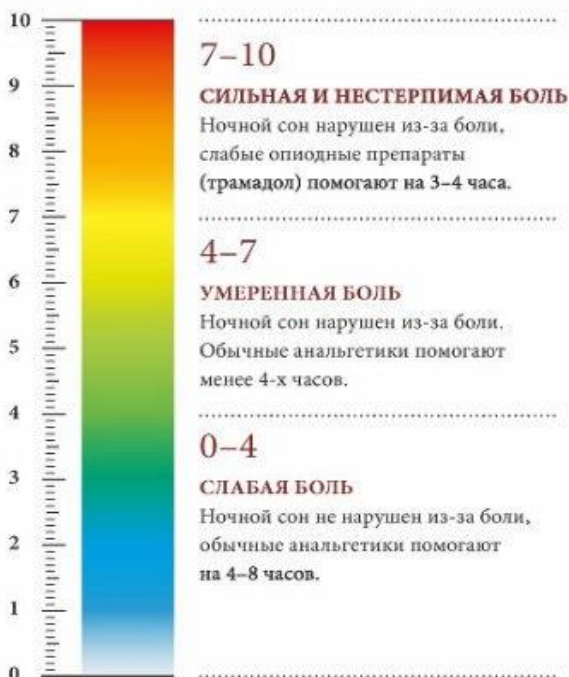 10
9
8
7
6
5
4
3
2
1
0
7–10
СИЛЬНАЯ И НЕСТЕРПИМАЯ БОЛЬ
Ночной сон нарушен из-за боли,
слабые опиодные препараты
(трамадол) помогают на 3–4 часа.
4–7
УМЕРЕННАЯ БОЛЬ
Ночной сон нарушен из-за боли.
Обычные анальгетики помогают
менее 4-х часов.
0–4
СЛАБАЯ БОЛЬ
Ночной сон не нарушен из-за боли,
обычные анальгетики помогают
на 4–8 часов.